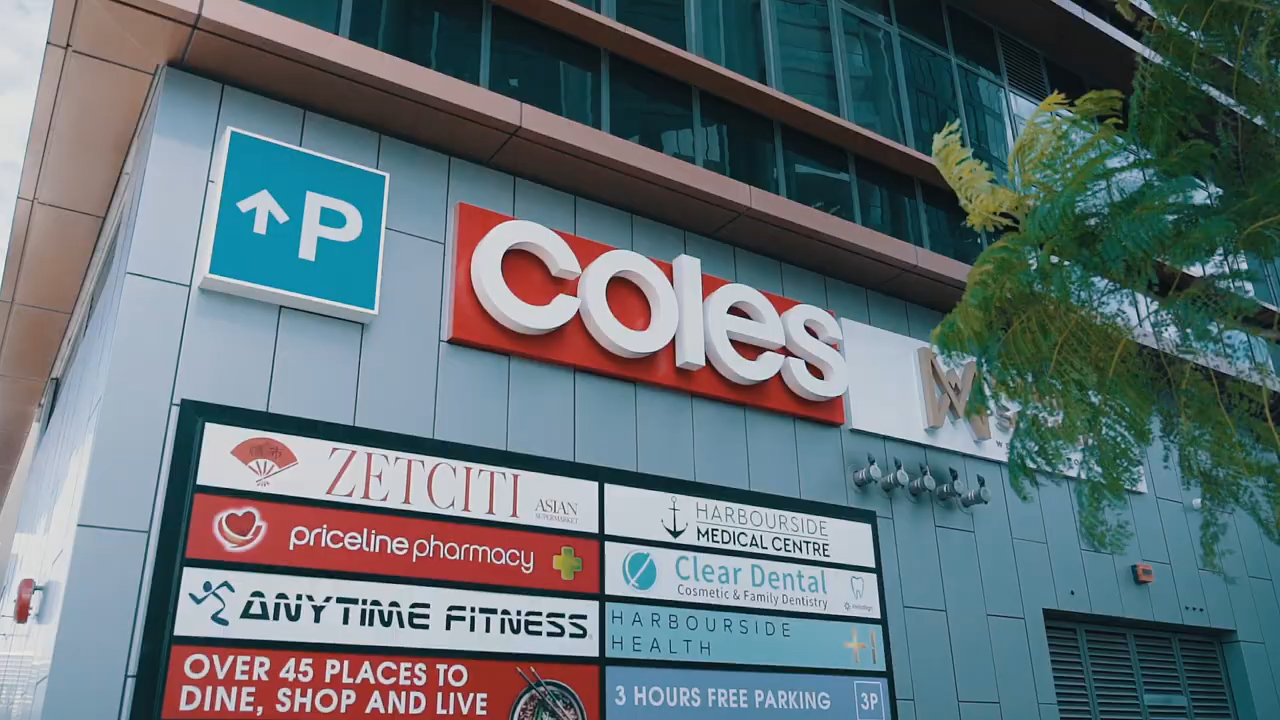 P
coles
ZETCITI
ASIAN
SUPERMARKET
priceline pharmacy
ANYTIME FITNESS
OVER 45 PLACES TO
DINE, SHOP AND LIVE
HARBOURSIDE
MEDICAL CENTRE
Clear Dental
Cosmetic & Family Dentistry
HARBOURSIDE
HEALTH
3 HOURS FREE PARKING
3P